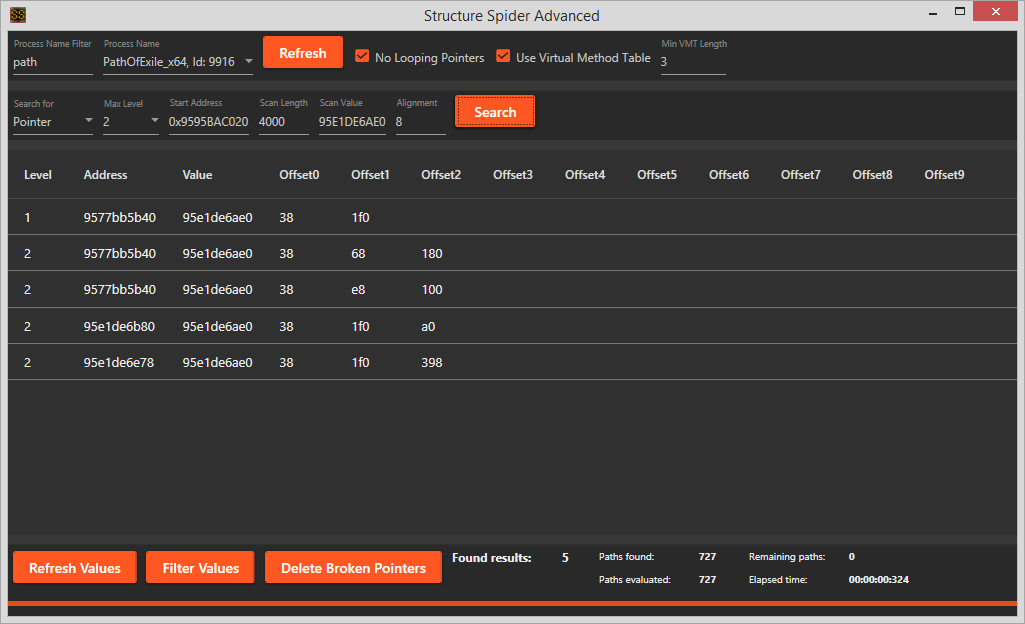 SS
Structure Spider Advanced
Process Name Filter Process Name Min VMT Length
path PathOfExile_x64, Id: 9916 Refresh No Looping Pointers Use Virtual Method Table 3
Search for Max Level Start Address Scan Length Scan Value Alignment
Pointer 2 0x9595BAC020 4000 95E1DE6AE0 8 Search
Level Address Value Offset0 Offset1 Offset2 Offset3 Offset4 Offset5 Offset6 Offset7 Offset8 Offset9
1 9577bb5b40 95e1de6ae0 38 1f0
2 9577bb5b40 95e1de6ae0 38 68 180
2 9577bb5b40 95e1de6ae0 38 e8 100
2 95e1de6b80 95e1de6ae0 38 1f0 a0
2 95e1de6e78 95e1de6ae0 38 1f0 398
Refresh Values Filter Values Delete Broken Pointers Found results: 5 Paths found: 727 Remaining paths: 0
Paths evaluated: 727 Elapsed time: 00:00:00:324